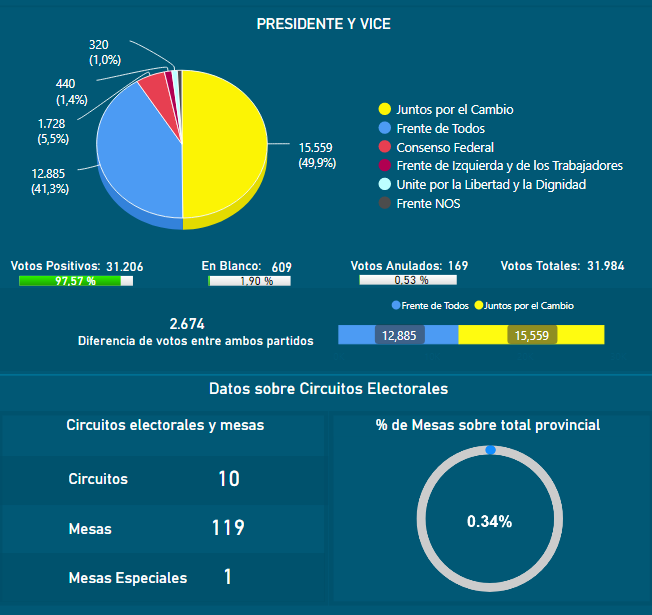 PRESIDENTE Y VICE
320
(1,0%)
440
(1,4%)
1.728
(5,5%)
12.885
(41,3%)
15.559
(49,9%)
Juntos por el Cambio
Frente de Todos
Consenso Federal
Frente de Izquierda y de los Trabajadores
Unite por la Libertad y la Dignidad
Frente NOS
Votos Positivos: 31.206
97,57 %
En Blanco: 609
1,90 %
Votos Anulados: 169
0,53 %
Votos Totales: 31.984
2.674
Diferencia de votos entre ambos partidos
Frente de Todos Juntos por el Cambio
12,885 15,559
Datos sobre Circuitos Electorales
Circuitos electorales y mesas
Circuitos 10
Mesas 119
Mesas Especiales 1
% de Mesas sobre total provincial
0.34%